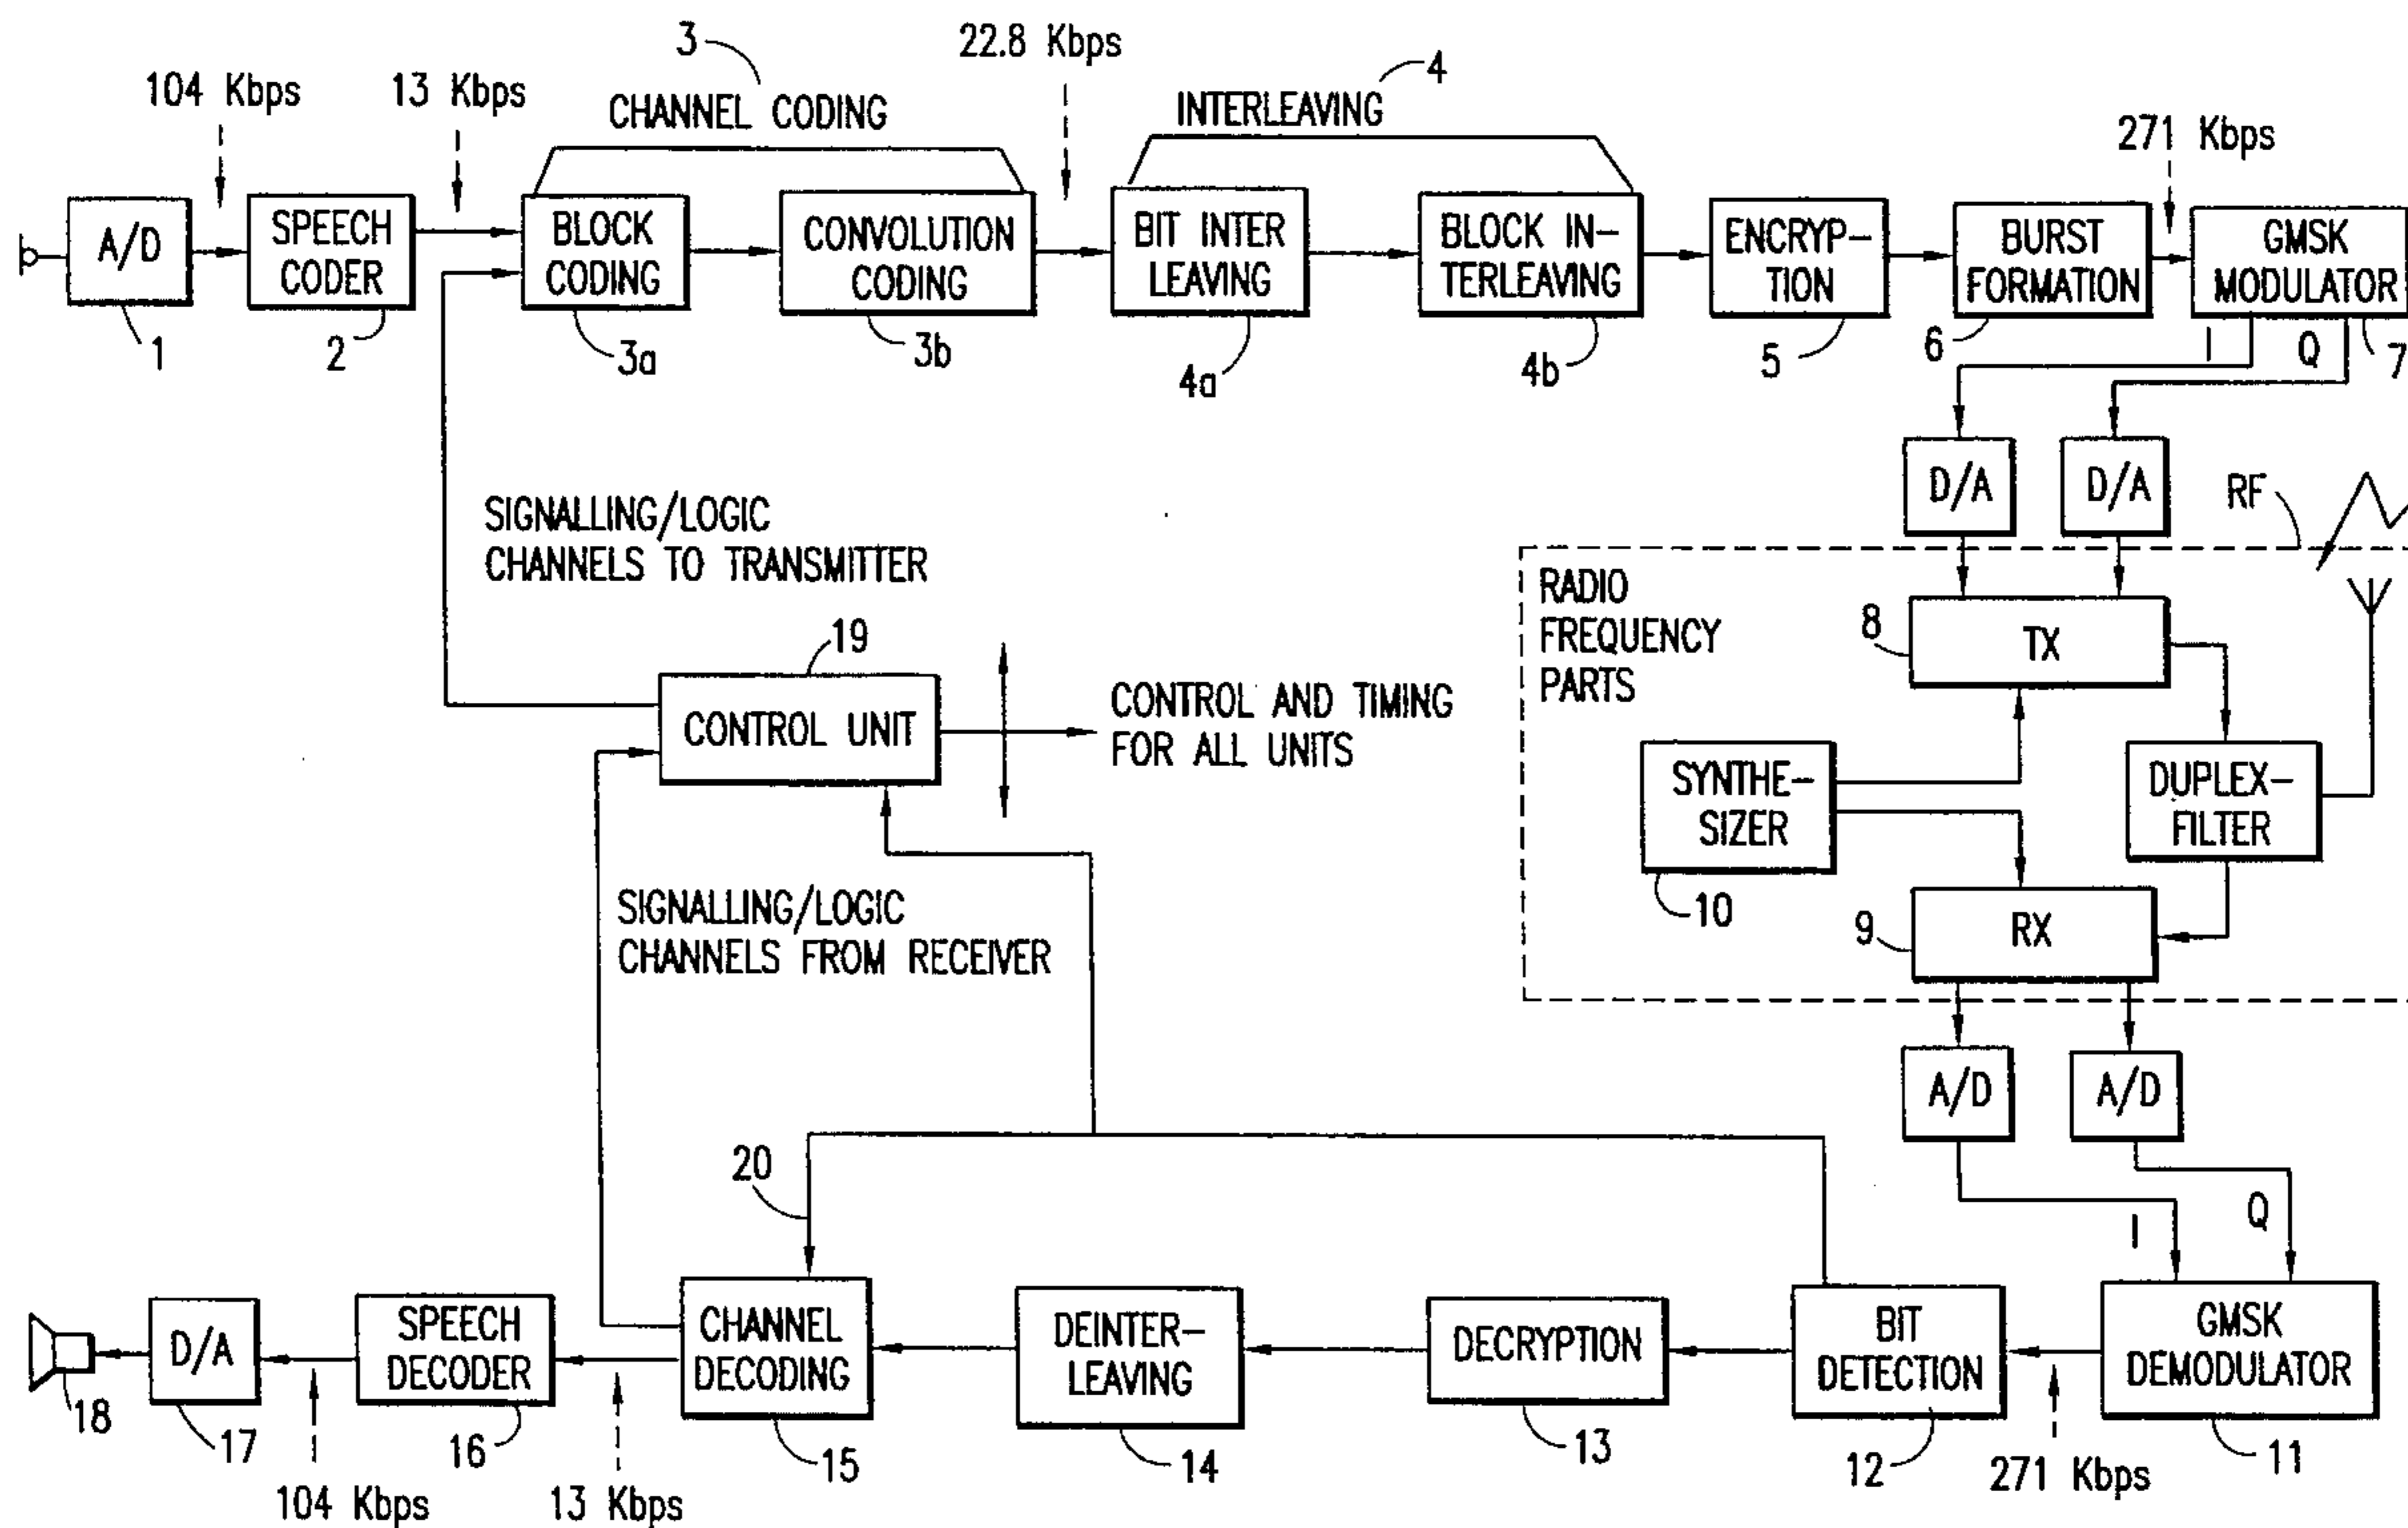 3
22.8 Kbps
4
104 Kbps
13 Kbps
CHANNEL CODING
INTERLEAVING
271 Kbps
A/D
SPEECH
CODER
BLOCK
CODING
CONVOLUTION
CODING
BIT INTER
LEAVING
BLOCK IN-
TERLEAVING
ENCRYP-
TION
BURST
FORMATION
GMSK
MODULATOR
1
2
3a
3b
4a
4b
5
6
I
Q
7
D/A
D/A
RF
SIGNALLING/LOGIC
CHANNELS TO TRANSMITTER
RADIO
FREQUENCY
PARTS
8
TX
19
CONTROL UNIT
CONTROL AND TIMING
FOR ALL UNITS
SYNTHE-
SIZER
DUPLEX-
FILTER
10
9
RX
SIGNALLING/LOGIC
CHANNELS FROM RECEIVER
A/D
A/D
20
I
Q
18
D/A
17
SPEECH
DECODER
16
CHANNEL
DECODING
15
DEINTER-
LEAVING
14
DECRYPTION
13
BIT
DETECTION
12
GMSK
DEMODULATOR
11
104 Kbps
13 Kbps
271 Kbps